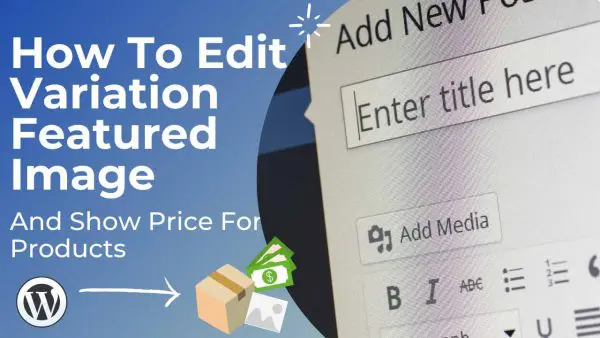 How To Edit
Variation
Featured
Image
And Show Price For
Products
Add New Pos
Enter title here
Add Media
B I ABC
U